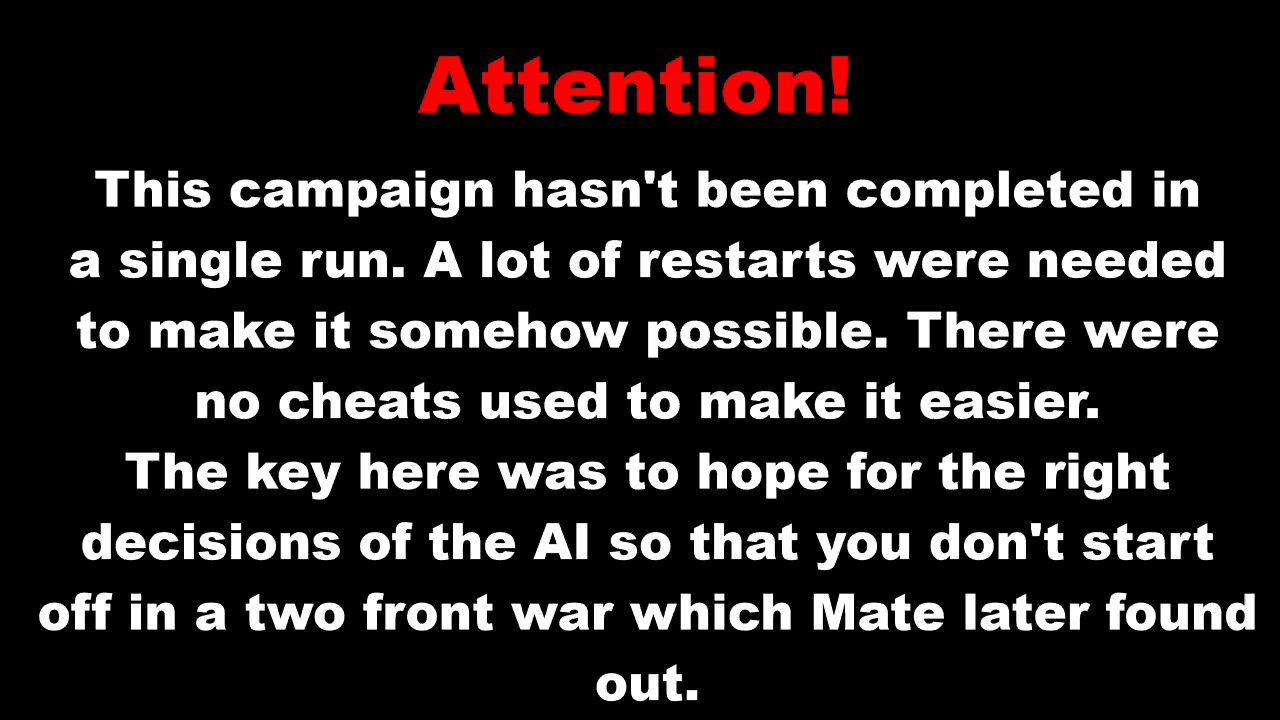 Attention!
This campaign hasn't been completed in
a single run. A lot of restarts were needed
to make it somehow possible. There were
no cheats used to make it easier.
The key here was to hope for the right
decisions of the AI so that you don't start
off in a two front war which Mate later found
out.